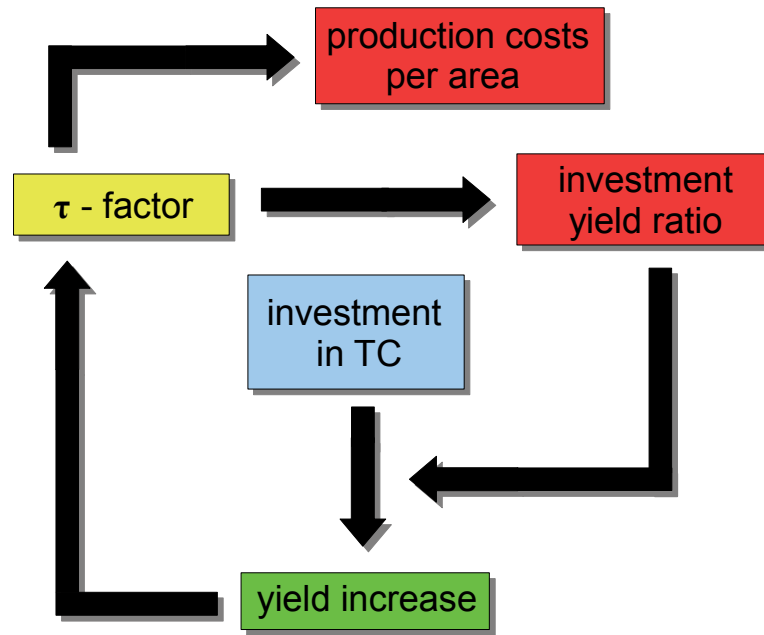 production costs
per area
τ - factor
investment
yield ratio
investment
in TC
yield increase